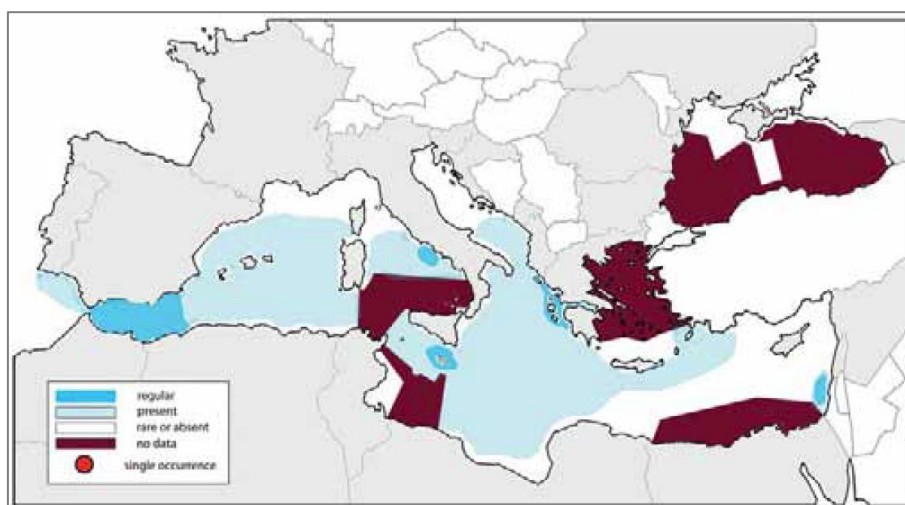 regular
present
rare or absent
no data
single occurrence